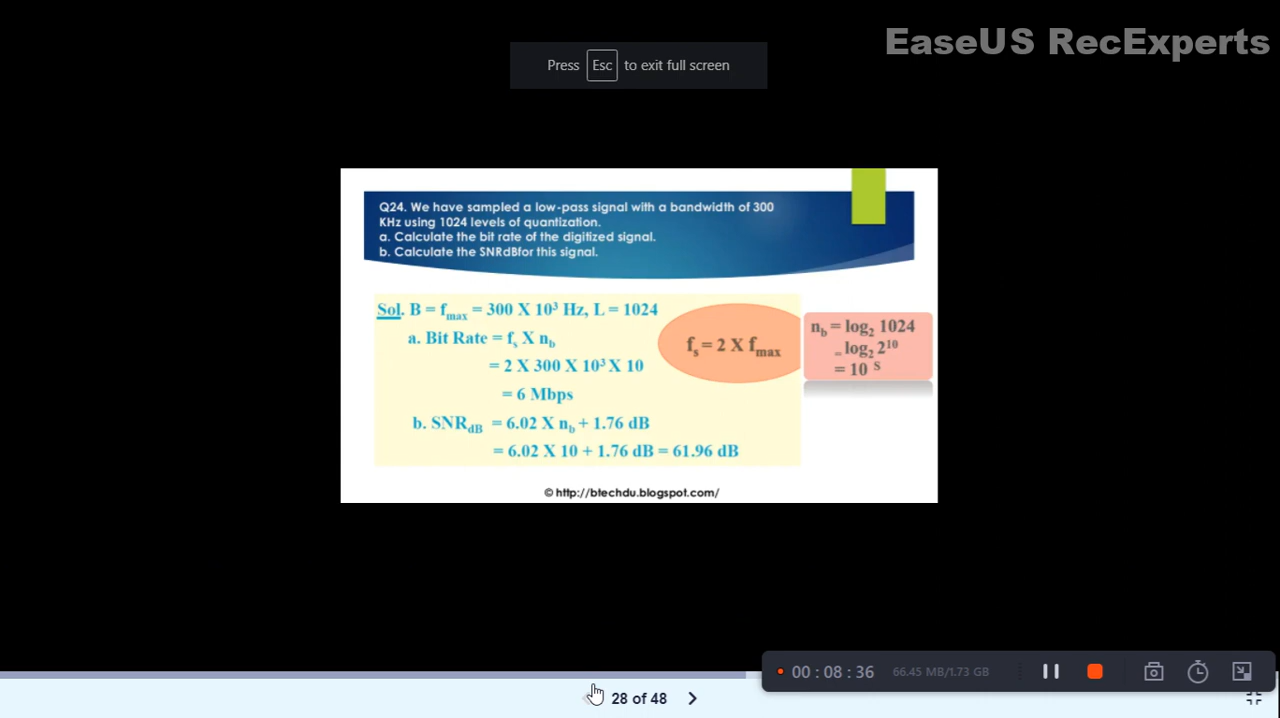 EaseUS RecExperts
Press Esc to exit full screen
Q24. We have sampled a low-pass signal with a bandwidth of 300
KHz using 1024 levels of quantization.
a. Calculate the bit rate of the digitized signal.
b. Calculate the SNRdBfor this signal.
Sol. B = fmax = 300 X 10³ Hz, L = 1024
a. Bit Rate = fs X nb
= 2 X 300 X 10³ X 10
= 6 Mbps
b. SNRdB = 6.02 X nb + 1.76 dB
= 6.02 X 10 + 1.76 dB = 61.96 dB
fs = 2 X fmax
nb = log₂ 1024
= log₂ 2¹⁰
= 10 s
© http://btechdu.blogspot.com/
00 : 08 : 36
66.45 MB/1.73 GB
28 of 48